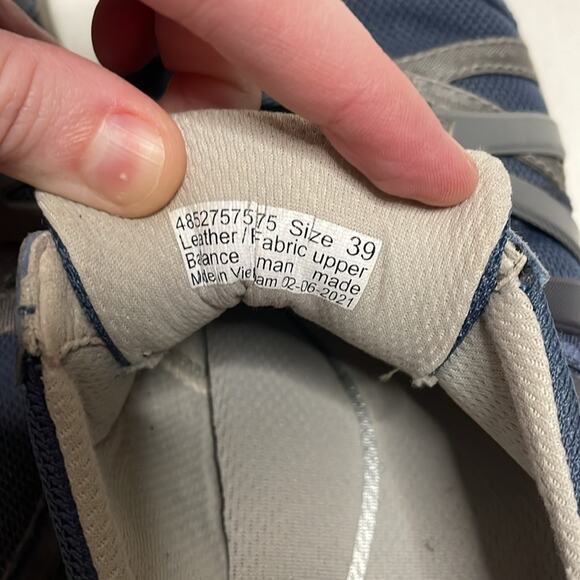 4852757575 Size 39
Leather / Fabric upper
Balance man made
Made in Vietnam 02-06-2021